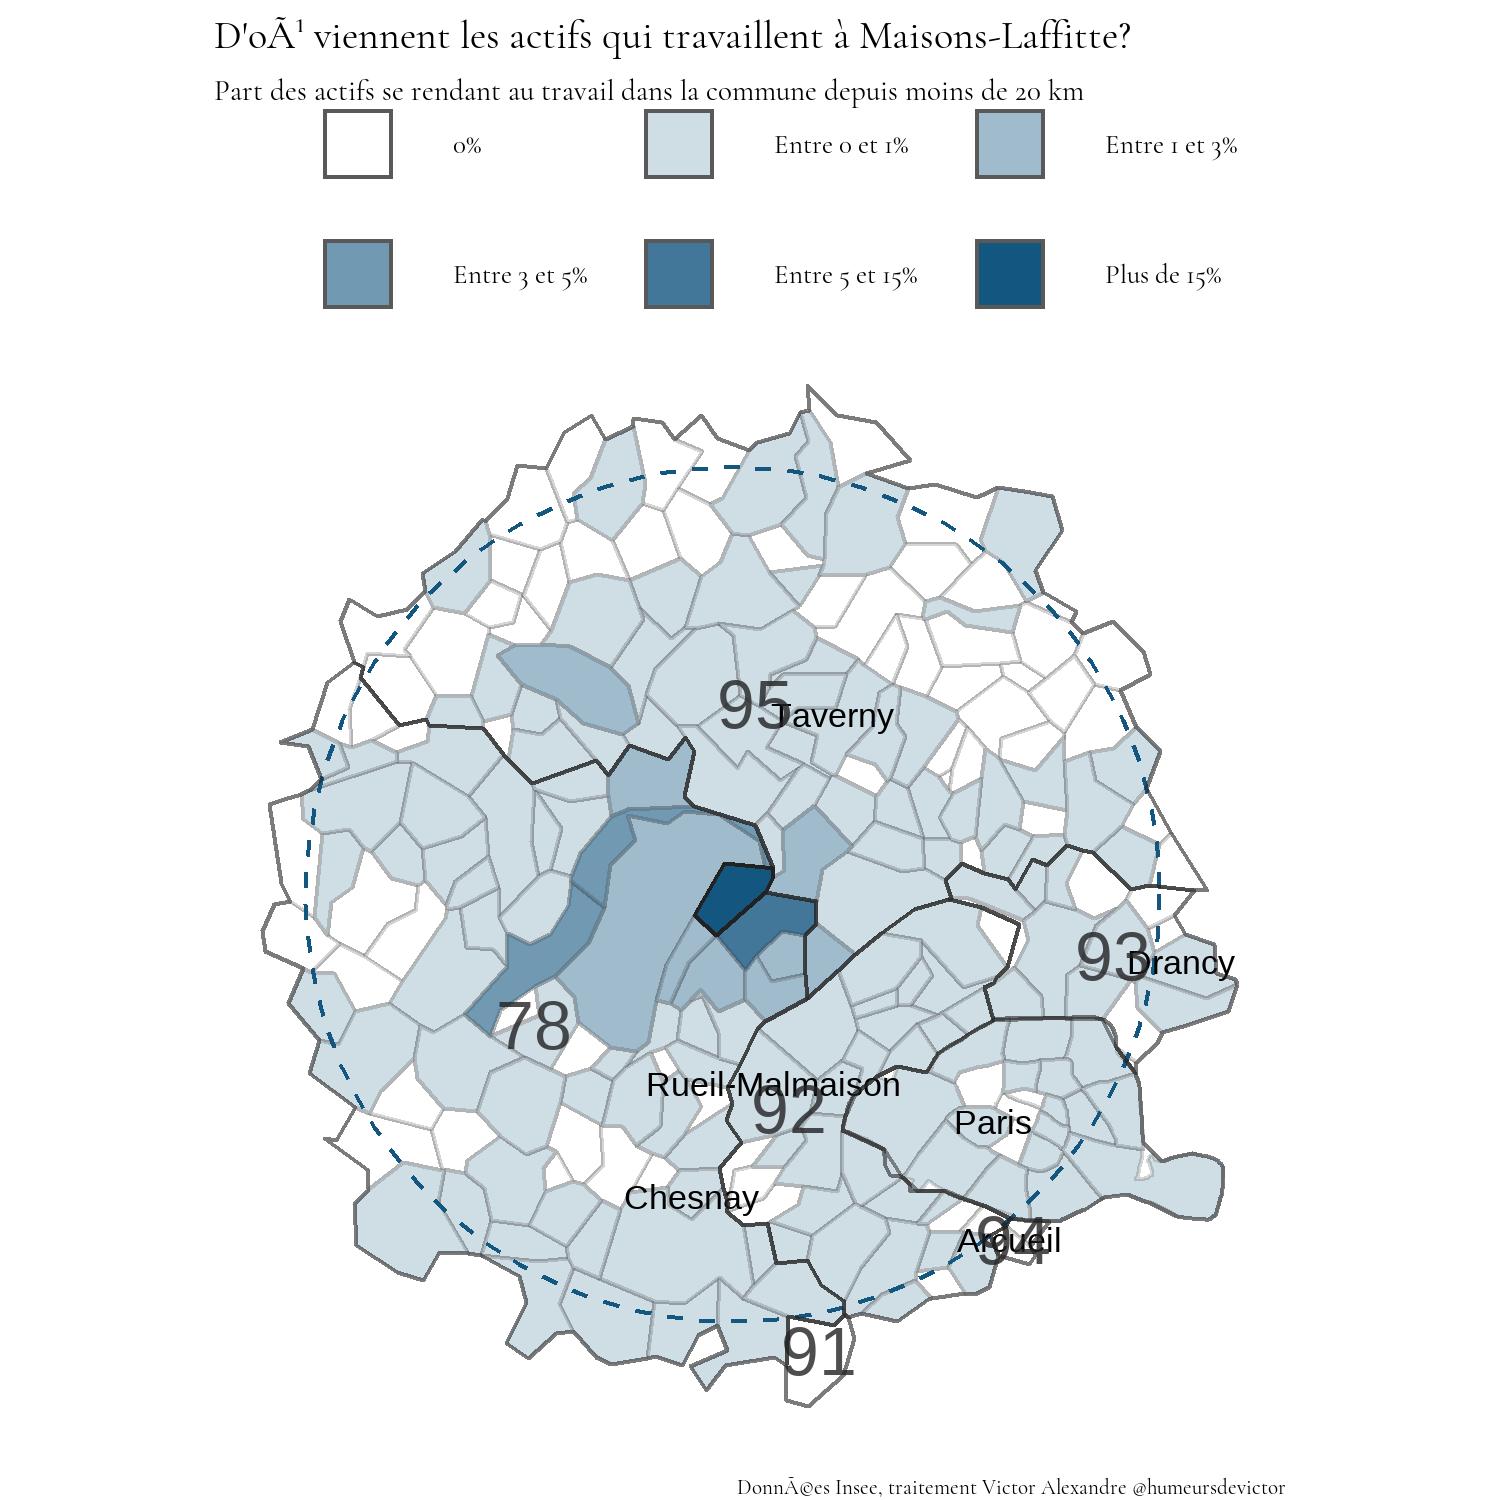 D'oÃ¹ viennent les actifs qui travaillent à Maisons-Laffitte?
Part des actifs se rendant au travail dans la commune depuis moins de 20 km
0%
Entre 0 et 1%
Entre 1 et 3%
Entre 3 et 5%
Entre 5 et 15%
Plus de 15%
95
Taverny
93
Drancy
78
Rueil-Malmaison
92
Paris
Chesnay
94
Arcueil
91
DonnÃ©es Insee, traitement Victor Alexandre @humeursdevictor